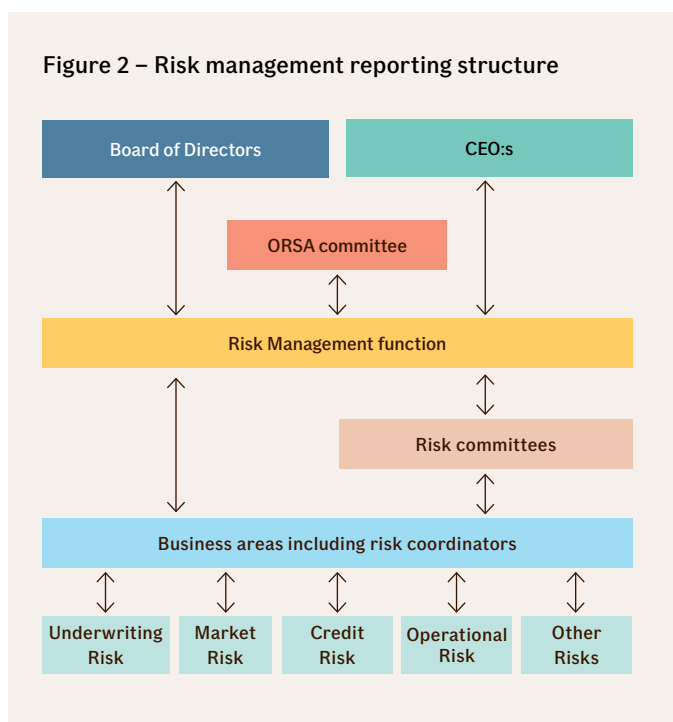 Figure 2 – Risk management reporting structure
Board of Directors
CEO:s
ORSA committee
Risk Management function
Risk committees
Business areas including risk coordinators
Underwriting
Risk
Market
Risk
Credit
Risk
Operational
Risk
Other
Risks